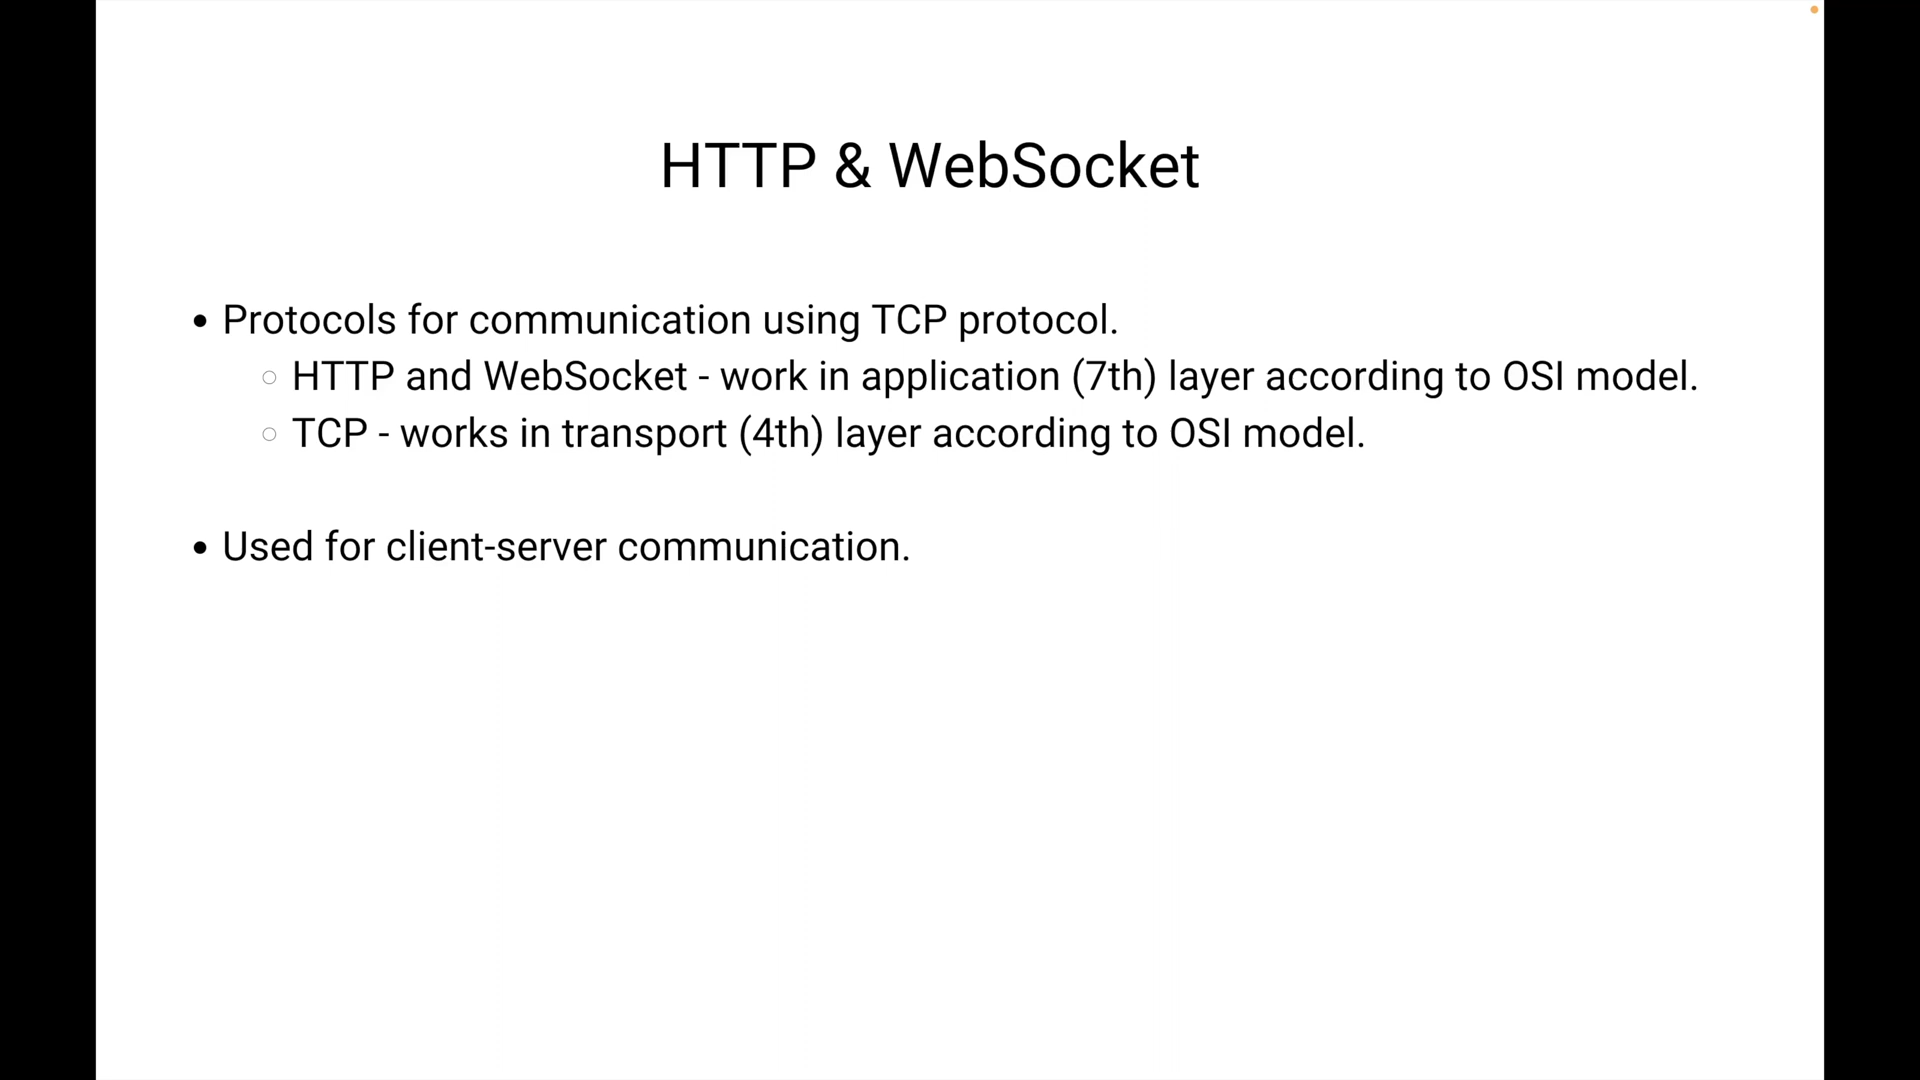 HTTP & WebSocket
• Protocols for communication using TCP protocol.
○ HTTP and WebSocket - work in application (7th) layer according to OSI model.
○ TCP - works in transport (4th) layer according to OSI model.
• Used for client-server communication.